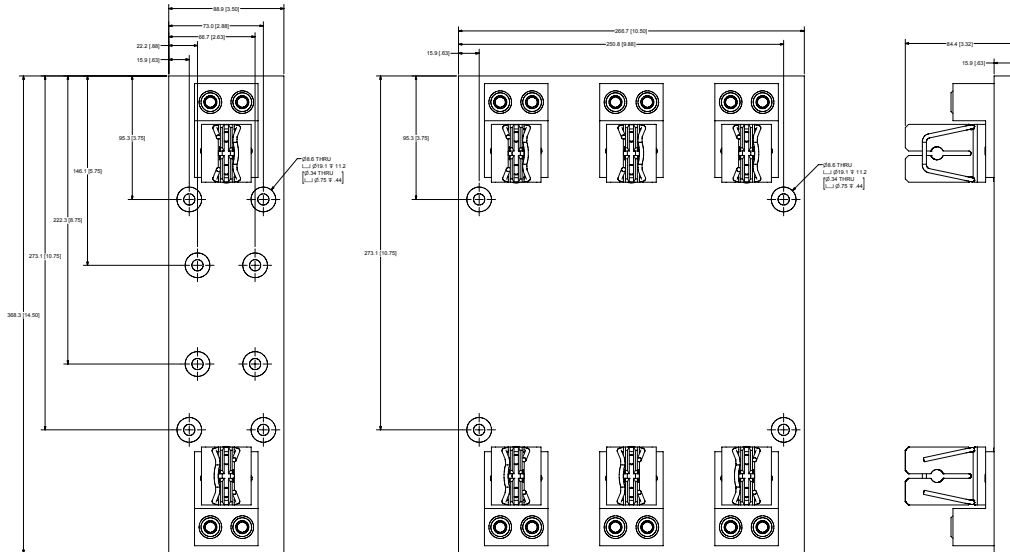 88.9 [3.50]
73.0 [2.88]
66.7 [2.63]
22.2 [.88]
15.9 [.63]
95.3 [3.75]
146.1 [5.75]
222.3 [8.75]
273.1 [10.75]
368.3 [14.50]
Ø8.6 THRU
⌴ Ø19.1 ↧ 11.2
[Ø.34 THRU
⌴ Ø.75 ↧ .44]
266.7 [10.50]
250.8 [9.88]
15.9 [.63]
95.3 [3.75]
273.1 [10.75]
Ø8.6 THRU
⌴ Ø19.1 ↧ 11.2
[Ø.34 THRU
⌴ Ø.75 ↧ .44]
84.4 [3.32]
15.9 [.63]